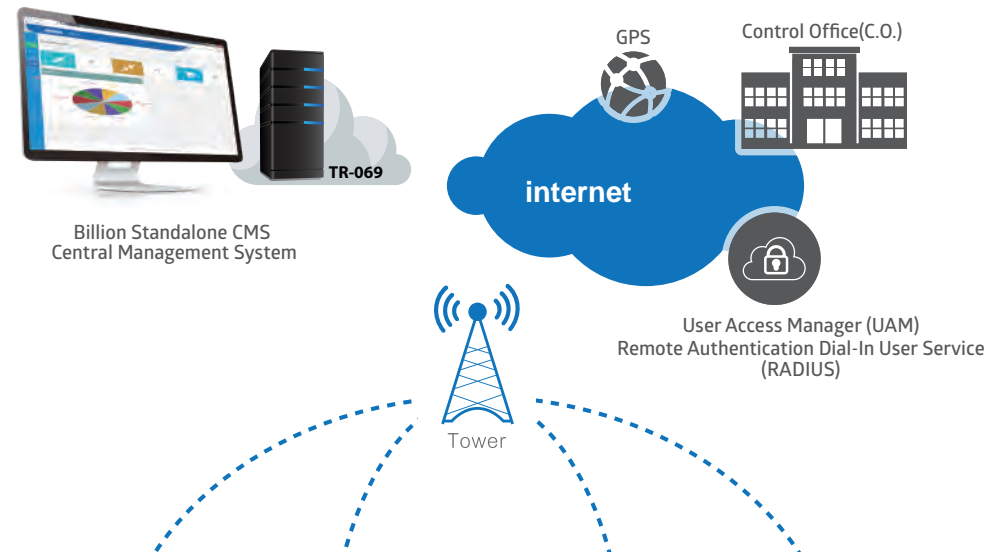 GPS
Control Office(C.O.)
TR-069
internet
Billion Standalone CMS
Central Management System
User Access Manager (UAM)
Remote Authentication Dial-In User Service
(RADIUS)
Tower